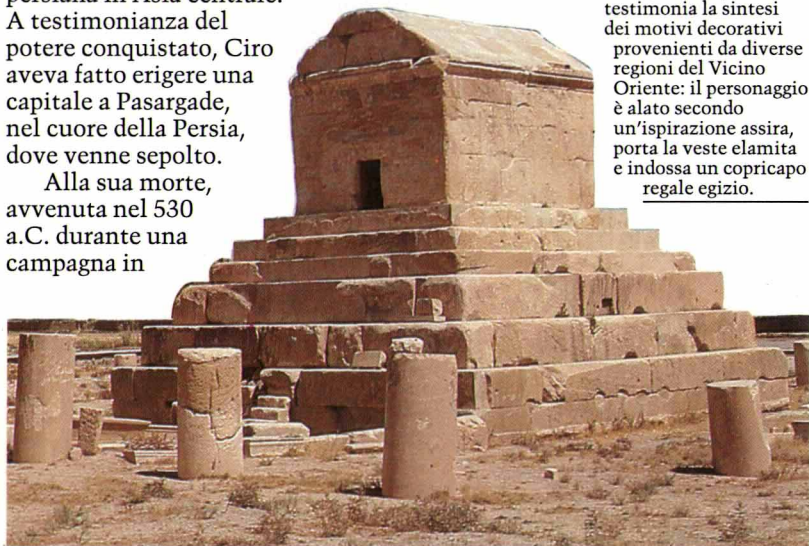 persiana in Asia centrale.
A testimonianza del
potere conquistato, Ciro
aveva fatto erigere una
capitale a Pasargade,
nel cuore della Persia,
dove venne sepolto.
Alla sua morte,
avvenuta nel 530
a.C. durante una
campagna in
testimonia la sintesi
dei motivi decorativi
provenienti da diverse
regioni del Vicino
Oriente: il personaggio
è alato secondo
un'ispirazione assira,
porta la veste elamita
e indossa un copricapo
regale egizio.